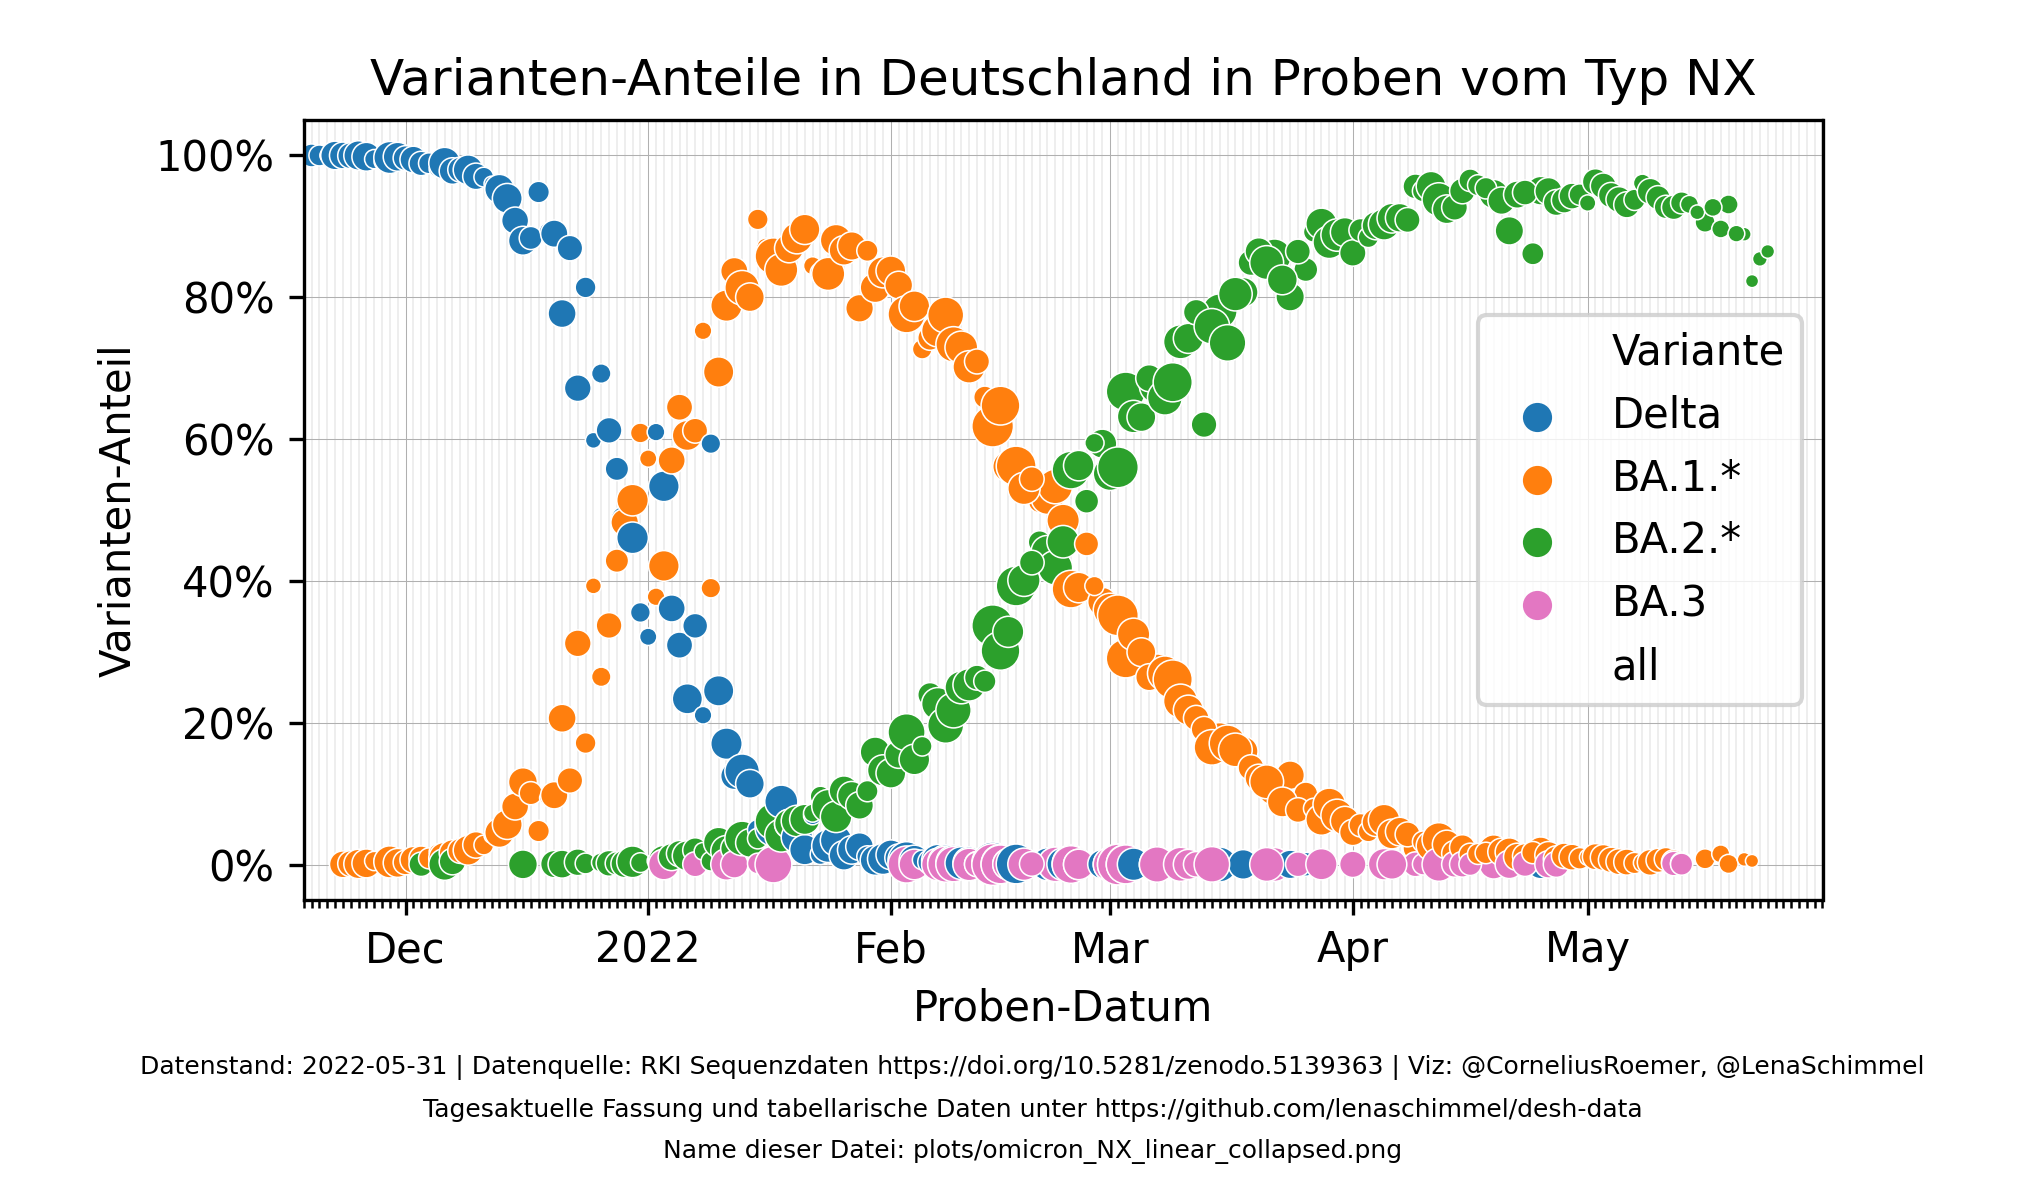 Varianten-Anteile in Deutschland in Proben vom Typ NX
100%
80%
60%
40%
20%
0%
Varianten-Anteil
Variante
Delta
BA.1.*
BA.2.*
BA.3
all
Dec 2022 Feb Mar Apr May
Proben-Datum
Datenstand: 2022-05-31 | Datenquelle: RKI Sequenzdaten https://doi.org/10.5281/zenodo.5139363 | Viz: @CorneliusRoemer, @LenaSchimmel
Tagesaktuelle Fassung und tabellarische Daten unter https://github.com/lenaschimmel/desh-data
Name dieser Datei: plots/omicron_NX_linear_collapsed.png